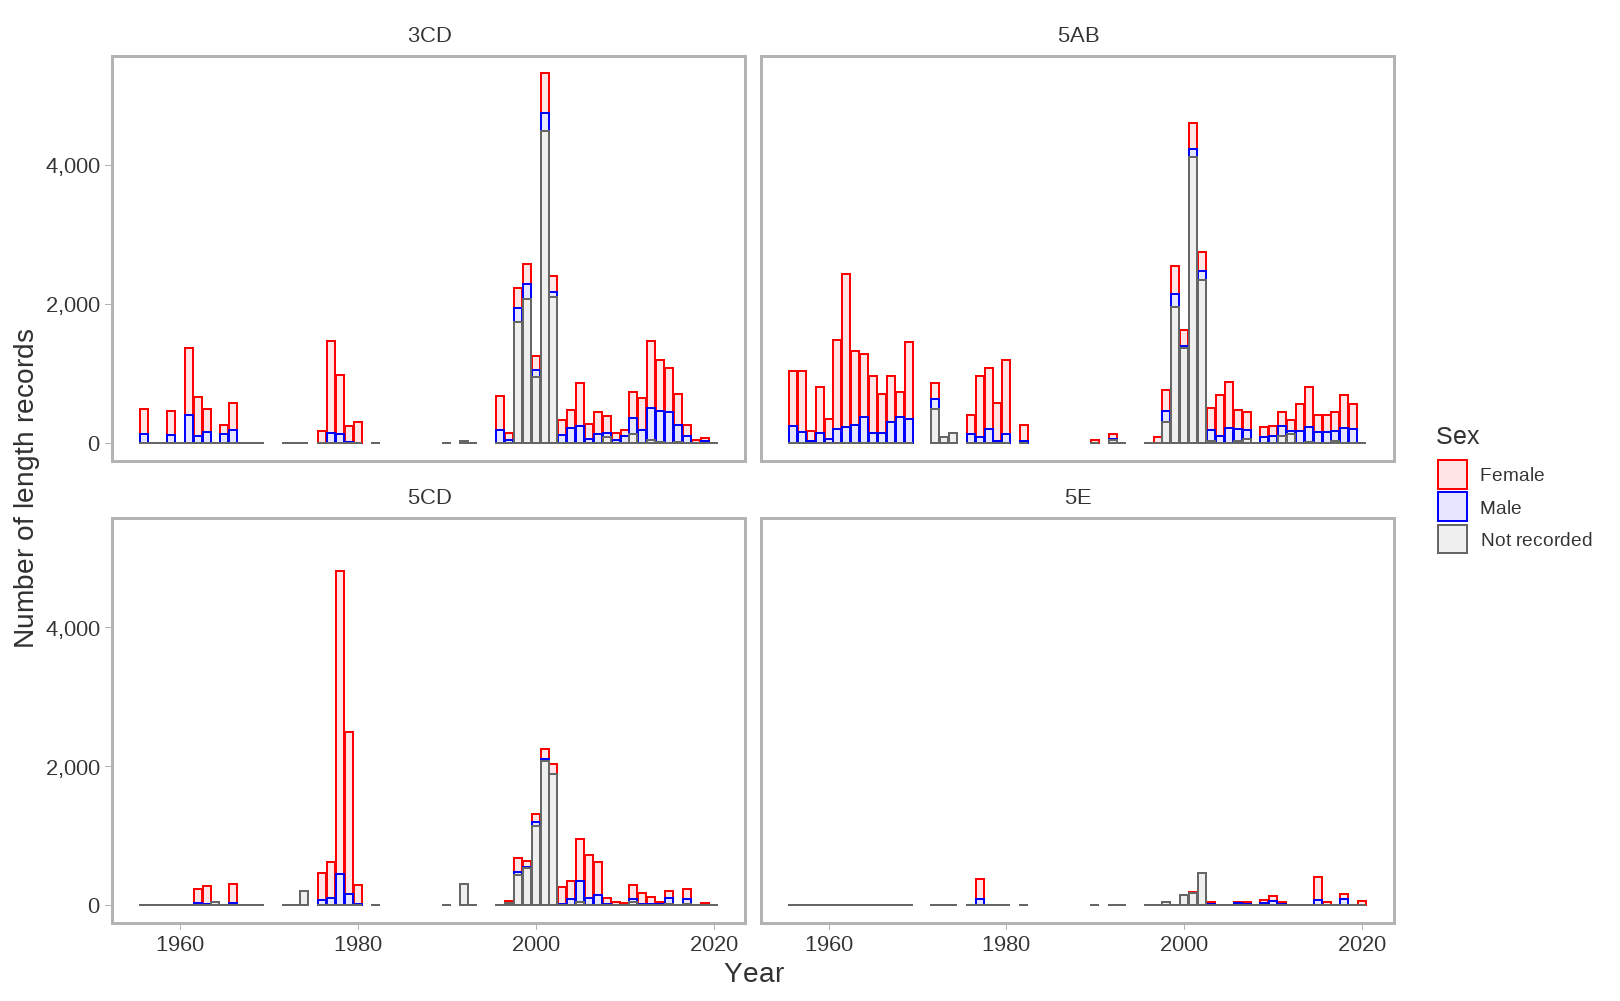 3CD
5AB
4,000
2,000
0
5CD
5E
4,000
2,000
0
1960
1980
2000
2020
1960
1980
2000
2020
Year
Number of length records
Sex
Female
Male
Not recorded